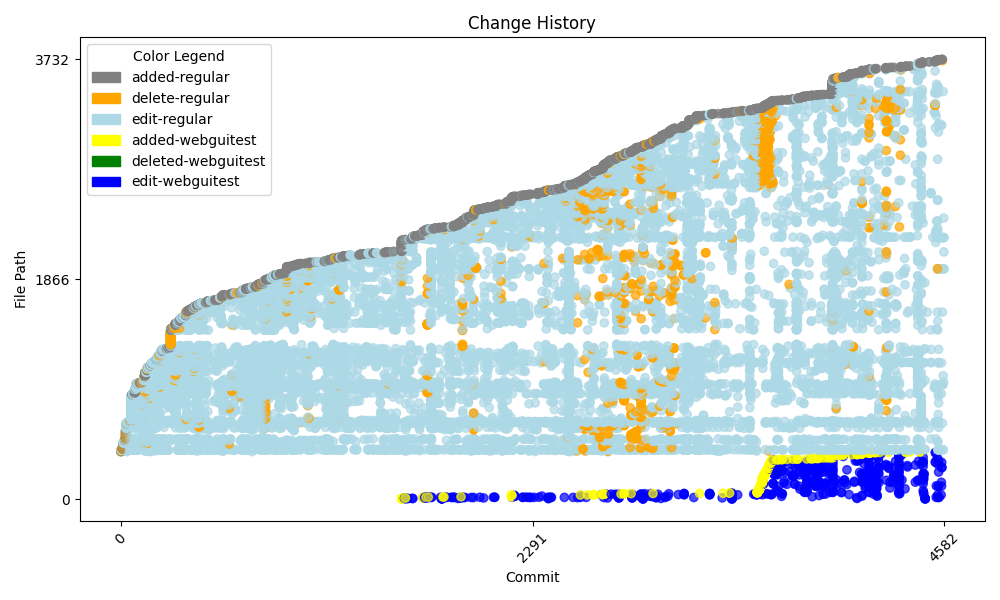 Change History
Color Legend
added-regular
delete-regular
edit-regular
added-webguitest
deleted-webguitest
edit-webguitest
3732
1866
0
File Path
0
2291
4582
Commit